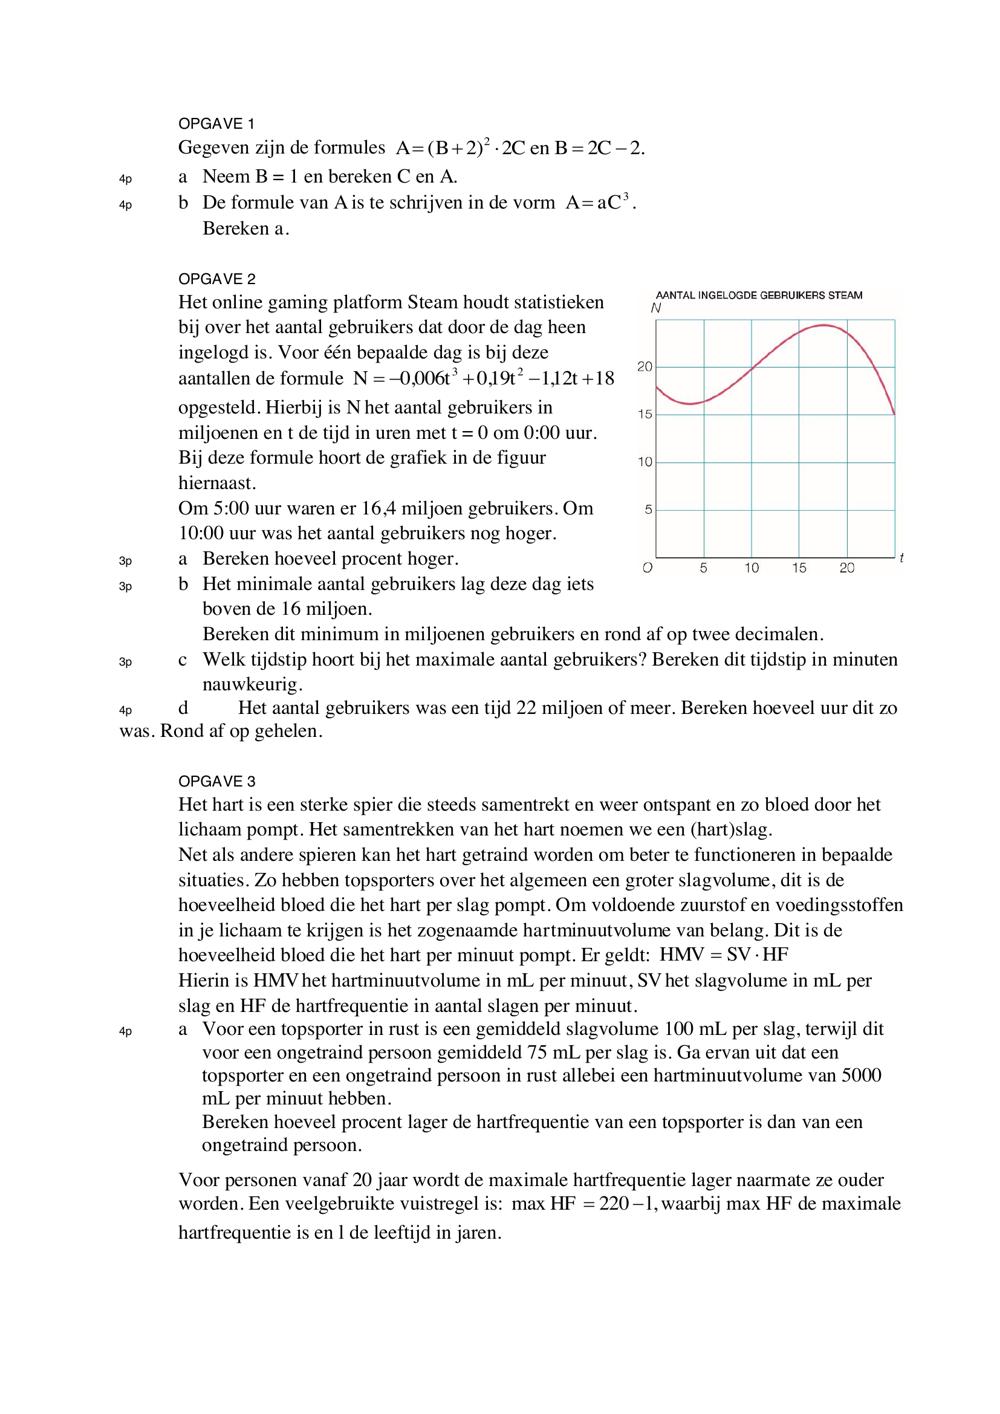 OPGAVE 1
Gegeven zijn de formules A=(B+2)²·2C en B=2C−2.
4p a Neem B = 1 en bereken C en A.
4p b De formule van A is te schrijven in de vorm A=aC³.
Bereken a.
OPGAVE 2
Het online gaming platform Steam houdt statistieken
bij over het aantal gebruikers dat door de dag heen
ingelogd is. Voor één bepaalde dag is bij deze
aantallen de formule N=−0,006t³+0,19t²−1,12t+18
opgesteld. Hierbij is N het aantal gebruikers in
miljoenen en t de tijd in uren met t = 0 om 0:00 uur.
Bij deze formule hoort de grafiek in de figuur
hiernaast.
Om 5:00 uur waren er 16,4 miljoen gebruikers. Om
10:00 uur was het aantal gebruikers nog hoger.
AANTAL INGELOGDE GEBRUIKERS STEAM
N
20
15
10
5
O 5 10 15 20 t
3p a Bereken hoeveel procent hoger.
3p b Het minimale aantal gebruikers lag deze dag iets
boven de 16 miljoen.
Bereken dit minimum in miljoenen gebruikers en rond af op twee decimalen.
3p c Welk tijdstip hoort bij het maximale aantal gebruikers? Bereken dit tijdstip in minuten
nauwkeurig.
4p d Het aantal gebruikers was een tijd 22 miljoen of meer. Bereken hoeveel uur dit zo
was. Rond af op gehelen.
OPGAVE 3
Het hart is een sterke spier die steeds samentrekt en weer ontspant en zo bloed door het
lichaam pompt. Het samentrekken van het hart noemen we een (hart)slag.
Net als andere spieren kan het hart getraind worden om beter te functioneren in bepaalde
situaties. Zo hebben topsporters over het algemeen een groter slagvolume, dit is de
hoeveelheid bloed die het hart per slag pompt. Om voldoende zuurstof en voedingsstoffen
in je lichaam te krijgen is het zogenaamde hartminuutvolume van belang. Dit is de
hoeveelheid bloed die het hart per minuut pompt. Er geldt: HMV = SV·HF
Hierin is HMV het hartminuutvolume in mL per minuut, SV het slagvolume in mL per
slag en HF de hartfrequentie in aantal slagen per minuut.
4p a Voor een topsporter in rust is een gemiddeld slagvolume 100 mL per slag, terwijl dit
voor een ongetraind persoon gemiddeld 75 mL per slag is. Ga ervan uit dat een
topsporter en een ongetraind persoon in rust allebei een hartminuutvolume van 5000
mL per minuut hebben.
Bereken hoeveel procent lager de hartfrequentie van een topsporter is dan van een
ongetraind persoon.
Voor personen vanaf 20 jaar wordt de maximale hartfrequentie lager naarmate ze ouder
worden. Een veelgebruikte vuistregel is: max HF = 220−l, waarbij max HF de maximale
hartfrequentie is en l de leeftijd in jaren.